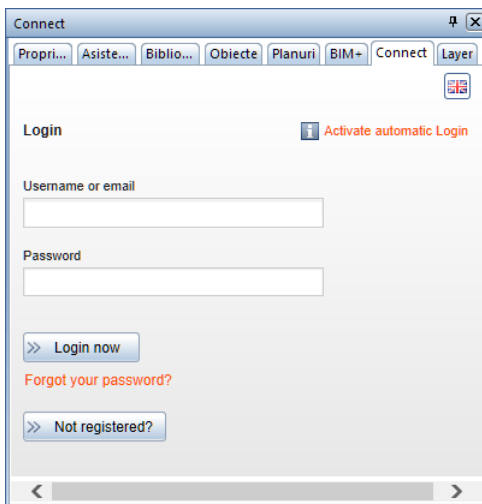 Connect
Propri... Asiste... Biblio... Obiecte Planuri BIM+ Connect Layer
Login
Activate automatic Login
Username or email
Password
Login now
Forgot your password?
Not registered?